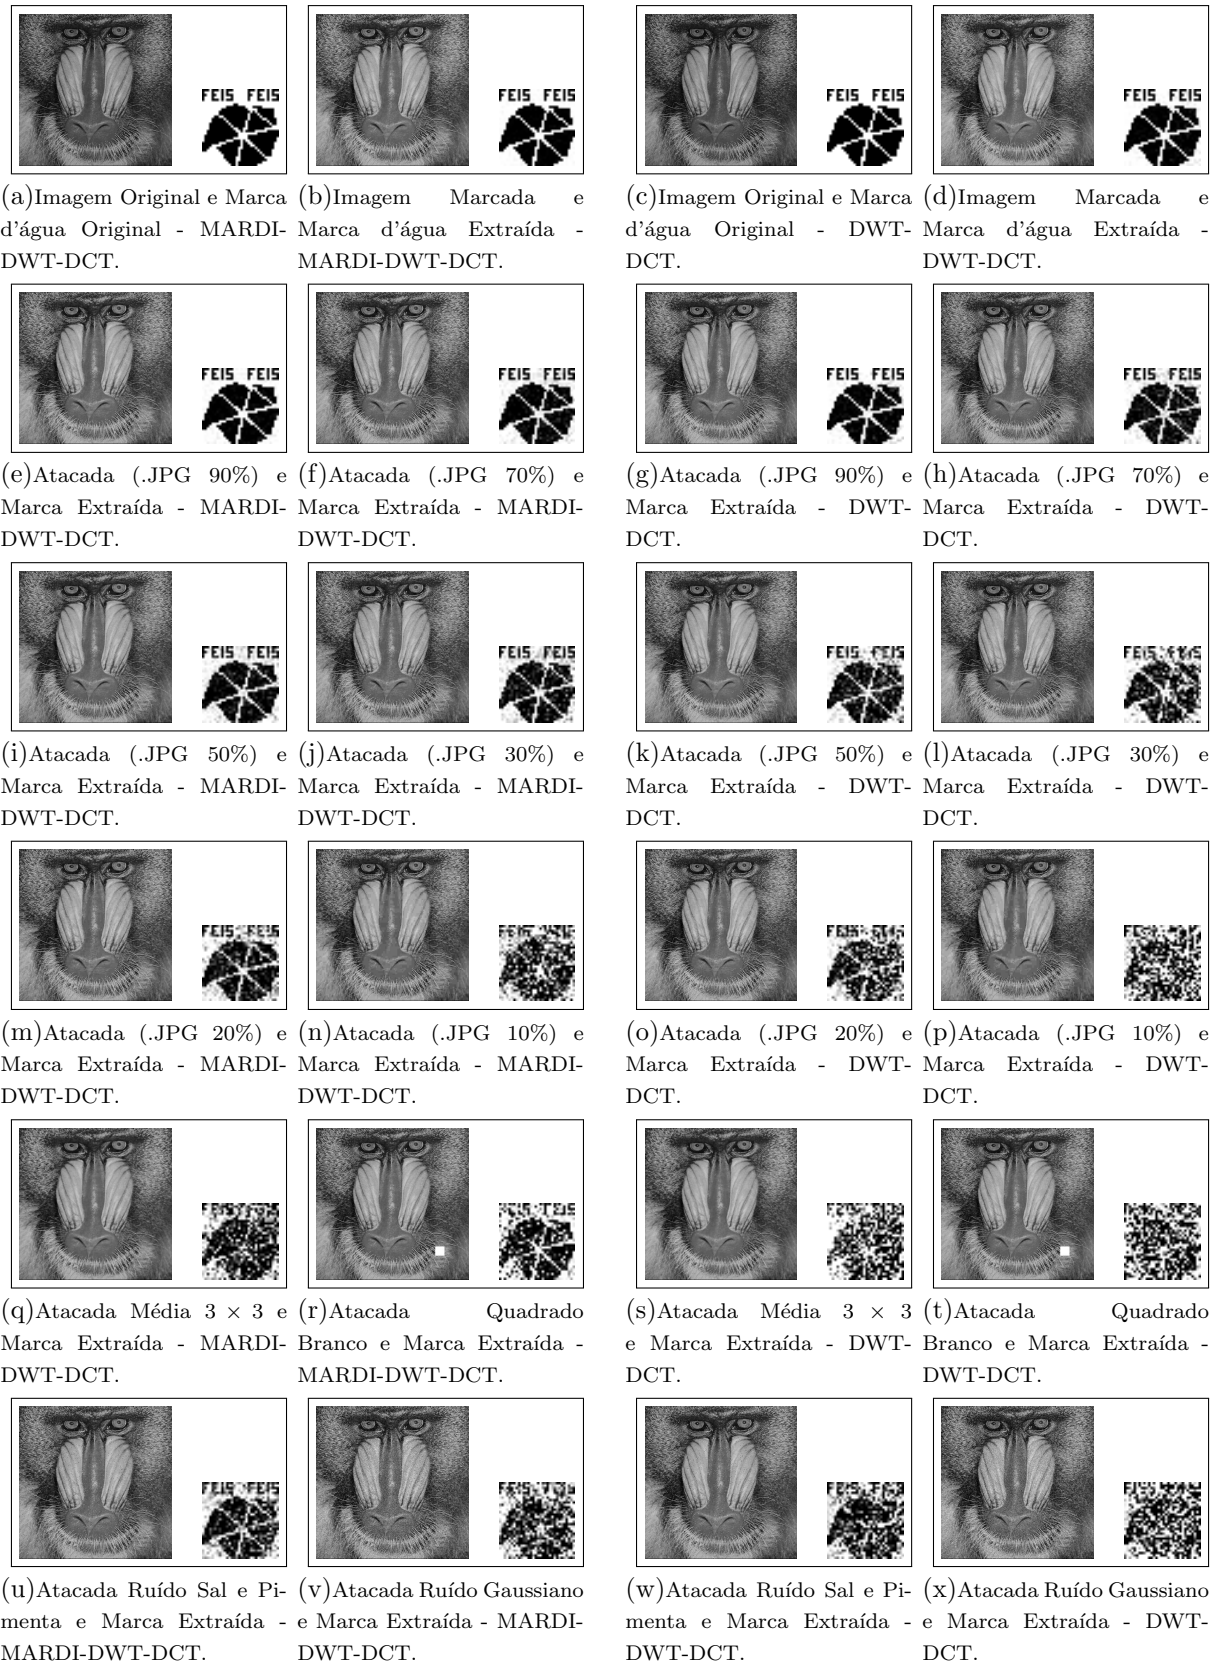 FEIS FEIS
FEIS FEIS
FEIS FEIS
FEIS FEIS
(a)Imagem Original e Marca
d'água Original - MARDI-
DWT-DCT.
(b)Imagem Marcada e
Marca d'água Extraída -
MARDI-DWT-DCT.
(c)Imagem Original e Marca
d'água Original - DWT-
DCT.
(d)Imagem Marcada e
Marca d'água Extraída -
DWT-DCT.
FEIS FEIS
FEIS FEIS
FEIS FEIS
FEIS FEIS
(e)Atacada (.JPG 90%) e
Marca Extraída - MARDI-
DWT-DCT.
(f)Atacada (.JPG 70%) e
Marca Extraída - MARDI-
DWT-DCT.
(g)Atacada (.JPG 90%) e
Marca Extraída - DWT-
DCT.
(h)Atacada (.JPG 70%) e
Marca Extraída - DWT-
DCT.
FEIS FEIS
FEIS FEIS
FEIS FEIS
FEIS
(i)Atacada (.JPG 50%) e
Marca Extraída - MARDI-
DWT-DCT.
(j)Atacada (.JPG 30%) e
Marca Extraída - MARDI-
DWT-DCT.
(k)Atacada (.JPG 50%) e
Marca Extraída - DWT-
DCT.
(l)Atacada (.JPG 30%) e
Marca Extraída - DWT-
DCT.
FEIS FEIS
(m)Atacada (.JPG 20%) e
Marca Extraída - MARDI-
DWT-DCT.
(n)Atacada (.JPG 10%) e
Marca Extraída - MARDI-
DWT-DCT.
(o)Atacada (.JPG 20%) e
Marca Extraída - DWT-
DCT.
(p)Atacada (.JPG 10%) e
Marca Extraída - DWT-
DCT.
(q)Atacada Média 3 × 3 e
Marca Extraída - MARDI-
DWT-DCT.
(r)Atacada Quadrado
Branco e Marca Extraída -
MARDI-DWT-DCT.
(s)Atacada Média 3 × 3
e Marca Extraída - DWT-
DCT.
(t)Atacada Quadrado
Branco e Marca Extraída -
DWT-DCT.
FEIS FEIS
(u)Atacada Ruído Sal e Pi-
menta e Marca Extraída -
MARDI-DWT-DCT.
(v)Atacada Ruído Gaussiano
e Marca Extraída - MARDI-
DWT-DCT.
(w)Atacada Ruído Sal e Pi-
menta e Marca Extraída -
DWT-DCT.
(x)Atacada Ruído Gaussiano
e Marca Extraída - DWT-
DCT.